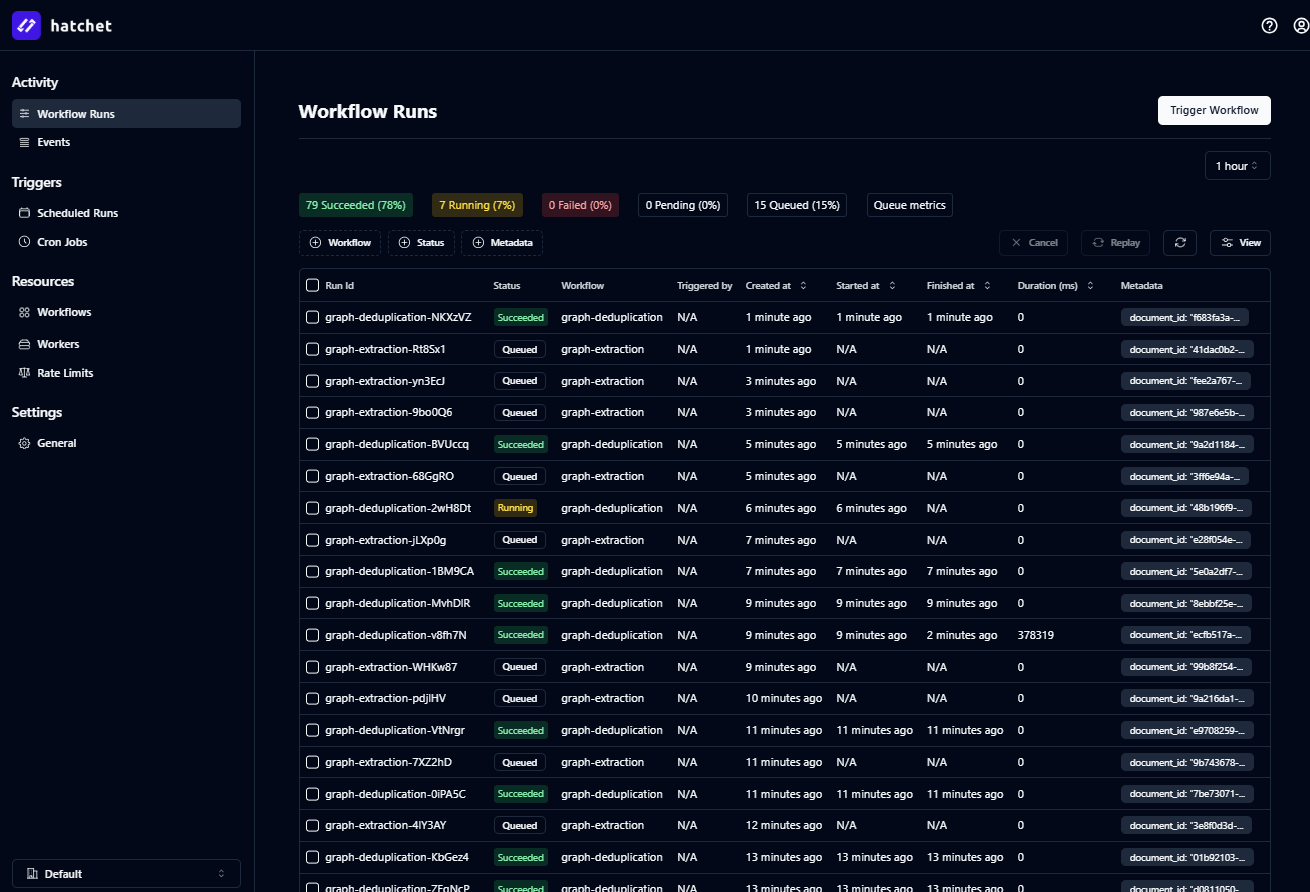 hatchet
Activity
Workflow Runs
Events
Triggers
Scheduled Runs
Cron Jobs
Resources
Workflows
Workers
Rate Limits
Settings
General
Default
Workflow Runs
Trigger Workflow
1 hour
79 Succeeded (78%) 7 Running (7%) 0 Failed (0%) 0 Pending (0%) 15 Queued (15%) Queue metrics
Workflow Status Metadata Cancel Replay View
Run Id Status Workflow Triggered by Created at Started at Finished at Duration (ms) Metadata
graph-deduplication-NKXzVZ Succeeded graph-deduplication N/A 1 minute ago 1 minute ago 1 minute ago 0 document_id: "f683fa3a-...
graph-extraction-Rt8Sx1 Queued graph-extraction N/A 1 minute ago N/A N/A 0 document_id: "41dac0b2-...
graph-extraction-yn3EcJ Queued graph-extraction N/A 3 minutes ago N/A N/A 0 document_id: "fee2a767-...
graph-extraction-9bo0Q6 Queued graph-extraction N/A 3 minutes ago N/A N/A 0 document_id: "987e6e5b-...
graph-deduplication-BVUccq Succeeded graph-deduplication N/A 5 minutes ago 5 minutes ago 5 minutes ago 0 document_id: "9a2d1184-...
graph-extraction-68GgRO Queued graph-extraction N/A 5 minutes ago N/A N/A 0 document_id: "3ff6e94a-...
graph-deduplication-2wH8Dt Running graph-deduplication N/A 6 minutes ago 6 minutes ago N/A 0 document_id: "48b196f9-...
graph-extraction-jLXp0g Queued graph-extraction N/A 7 minutes ago N/A N/A 0 document_id: "e28f054e-...
graph-deduplication-1BM9CA Succeeded graph-deduplication N/A 7 minutes ago 7 minutes ago 7 minutes ago 0 document_id: "5e0a2df7-...
graph-deduplication-MvhDlR Succeeded graph-deduplication N/A 9 minutes ago 9 minutes ago 9 minutes ago 0 document_id: "8ebbf25e-...
graph-deduplication-v8fh7N Succeeded graph-deduplication N/A 9 minutes ago 9 minutes ago 2 minutes ago 378319 document_id: "ecfb517a-...
graph-extraction-WHKw87 Queued graph-extraction N/A 9 minutes ago N/A N/A 0 document_id: "99b8f254-...
graph-extraction-pdjlHV Queued graph-extraction N/A 10 minutes ago N/A N/A 0 document_id: "9a216da1-...
graph-deduplication-VtNrgr Succeeded graph-deduplication N/A 11 minutes ago 11 minutes ago 11 minutes ago 0 document_id: "e9708259-...
graph-extraction-7XZ2hD Queued graph-extraction N/A 11 minutes ago N/A N/A 0 document_id: "9b743678-...
graph-deduplication-0iPA5C Succeeded graph-deduplication N/A 11 minutes ago 11 minutes ago 11 minutes ago 0 document_id: "7be73071-...
graph-extraction-4lY3AY Queued graph-extraction N/A 12 minutes ago N/A N/A 0 document_id: "3e8f0d3d-...
graph-deduplication-KbGez4 Succeeded graph-deduplication N/A 13 minutes ago 13 minutes ago 13 minutes ago 0 document_id: "01b92103-...
Succeeded graph-deduplication N/A 13 minutes ago 13 minutes ago 13 minutes ago 0 document_id: "d0811050-...